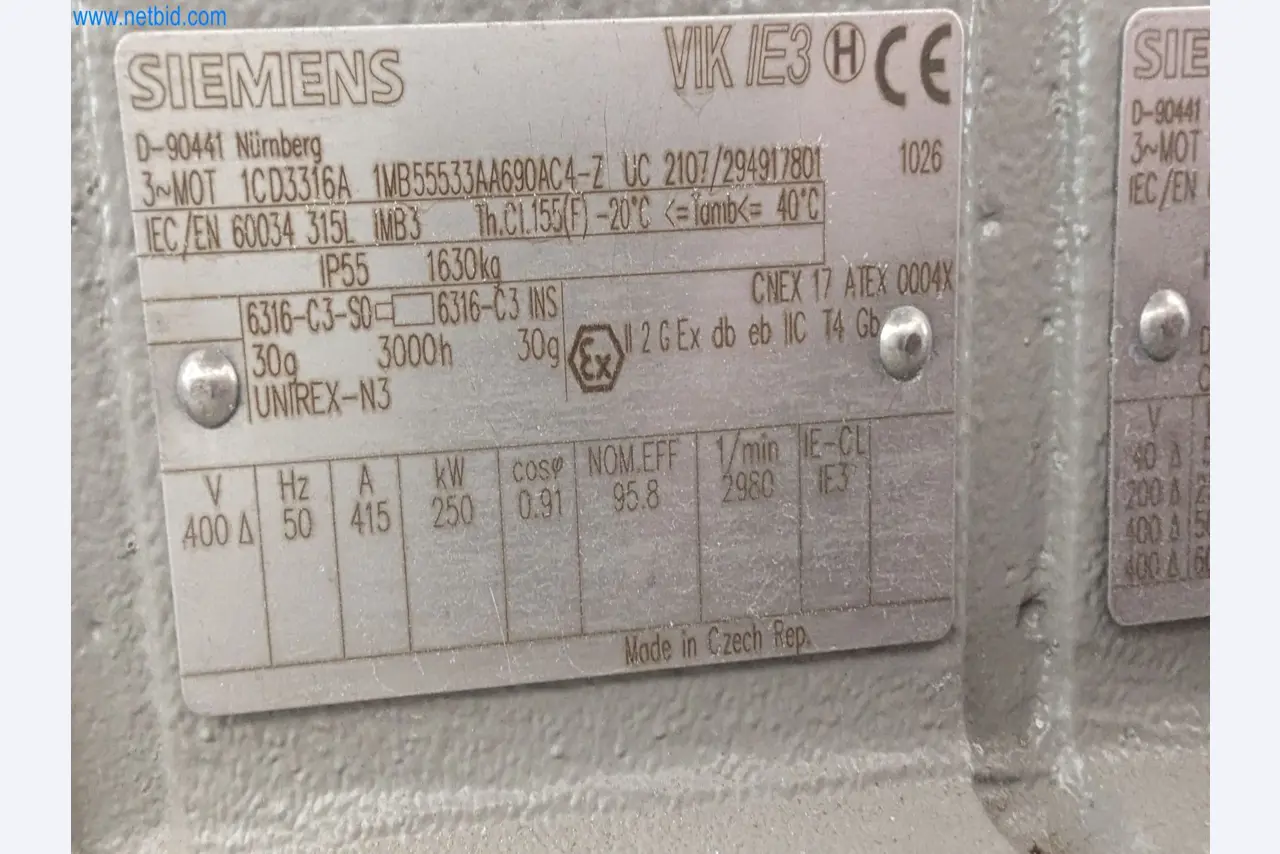 www.netbid.com
SIEMENS VIK IE3 H CE
D-90441 Nürnberg
3~MOT 1CD3316A 1MB55533AA690AC4-Z UC 2107/294917801 1026
IEC/EN 60034 315L IMB3 Th.Cl.155(F) -20°C <=Tamb<= 40°C
IP55 1630kg
CNEX 17 ATEX 0004X
6316-C3-S0 6316-C3 INS
Ex II 2 G Ex db eb IIC T4 Gb
30g 3000h 30g
UNIREX-N3
V Hz A kW cosφ NOM.EFF 1/min IE-CL
400 Δ 50 415 250 0.91 95.8 2980 IE3
Made in Czech Rep.
SIE
D-90441
3~MOT
IEC/EN
V
40 Δ
200 Δ
400 Δ 50
400 Δ 60